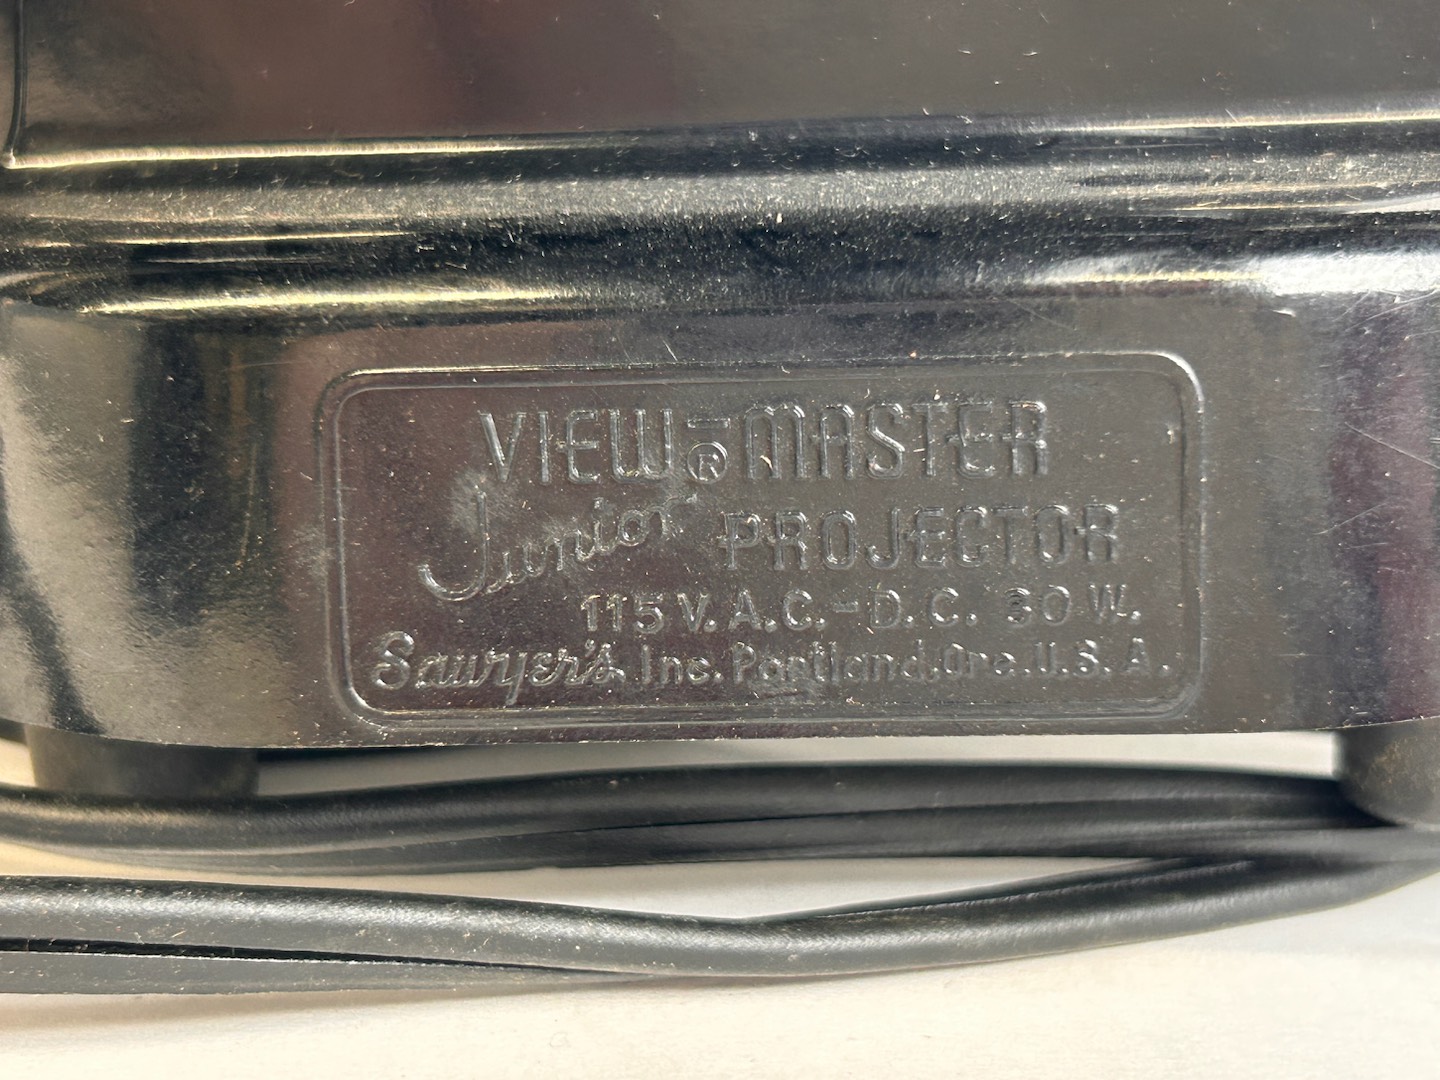 VIEW-MASTER®
Junior PROJECTOR
115 V. A.C.-D.C. 30 W.
Sawyer's Inc. Portland, Ore. U.S.A.